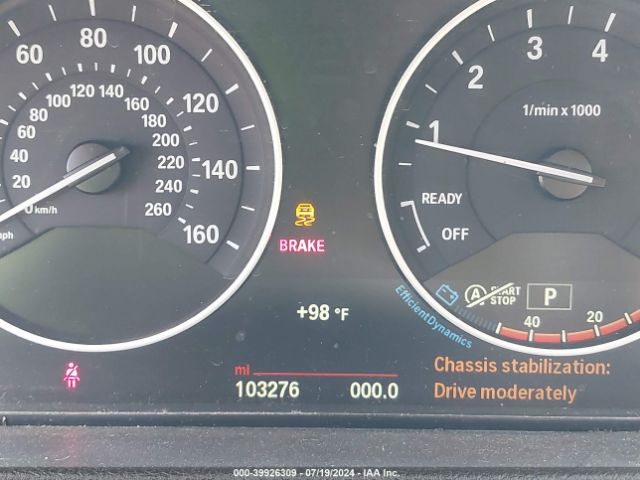 60 80 100 120 140 160
20 40 60 80 100 120 140 160 180 200 220 240 260
0 km/h
mph
1 2 3 4
1/min x 1000
READY
OFF
BRAKE
+98 °F
A START STOP
P
40 20
EfficientDynamics
mi
103276 000.0
Chassis stabilization:
Drive moderately
000-39926309 - 07/19/2024 - IAA Inc.